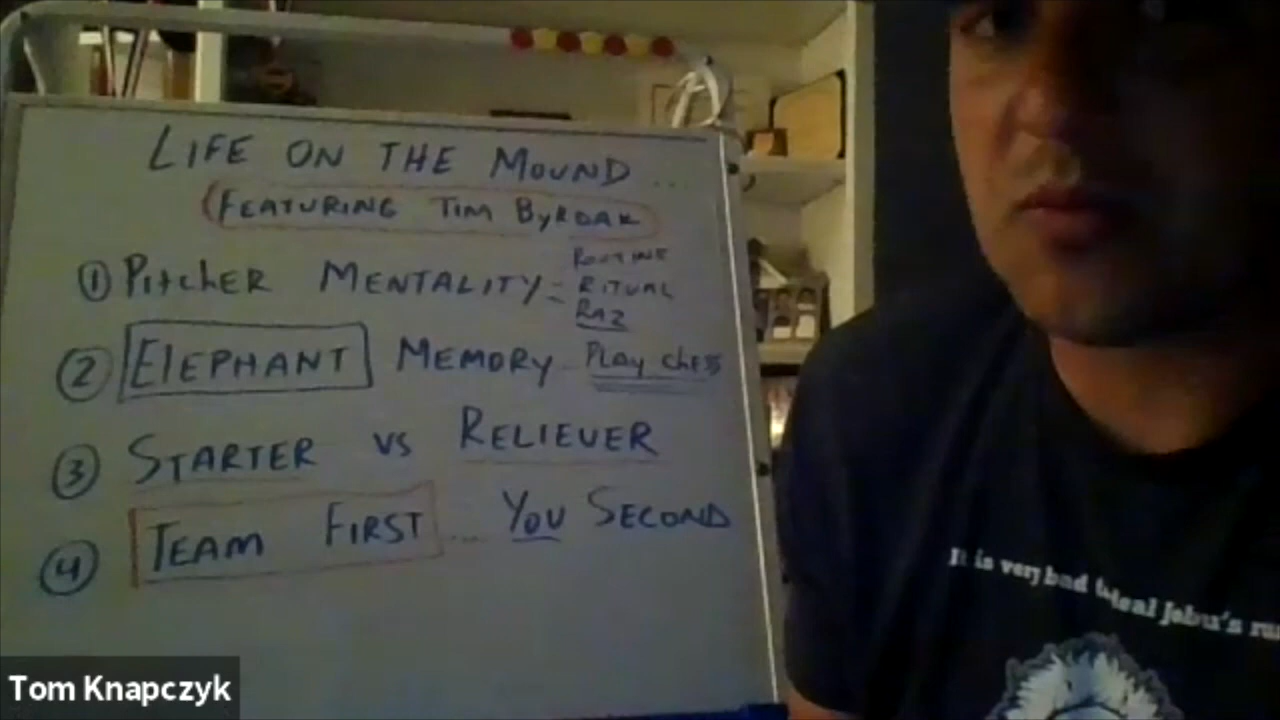 LIFE ON THE MOUND ...
(FEATURING TIM BYRDAK)
① PitchER MENTALITY - ROUTINE
RITUAL
RAZ
② ElEPHANT MEMORY - Play chess
③ STARTER vs RELIEVER
④ TEAM FIRST ... YOU SECOND
It is very bad to steal Jobu's
Tom Knapczyk